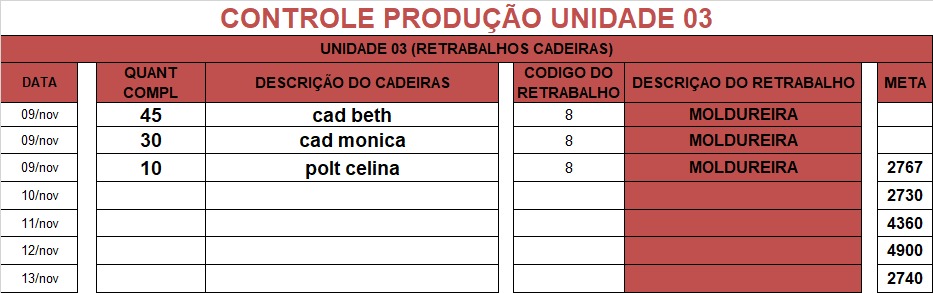 CONTROLE PRODUÇÃO UNIDADE 03
UNIDADE 03 (RETRABALHOS CADEIRAS)
DATA QUANT COMPL DESCRIÇÃO DO CADEIRAS CODIGO DO RETRABALHO DESCRIÇAO DO RETRABALHO META
09/nov 45 cad beth 8 MOLDUREIRA
09/nov 30 cad monica 8 MOLDUREIRA
09/nov 10 polt celina 8 MOLDUREIRA 2767
10/nov 2730
11/nov 4360
12/nov 4900
13/nov 2740